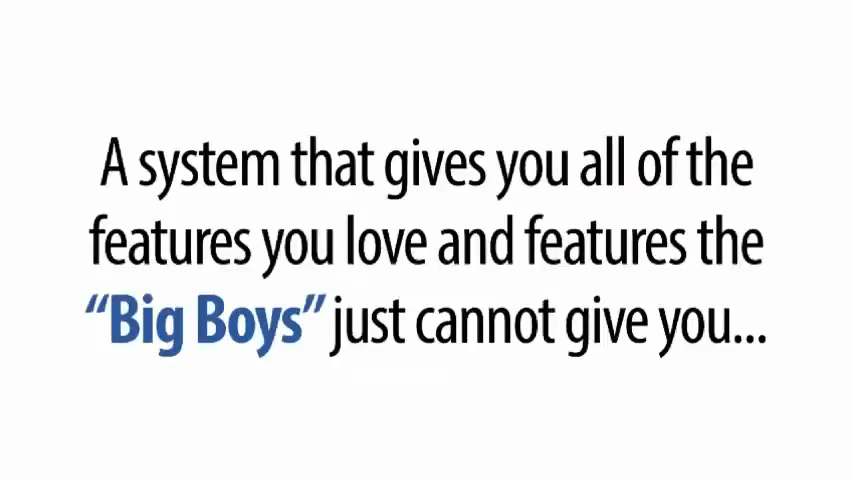 A system that gives you all of the
features you love and features the
“Big Boys” just cannot give you...